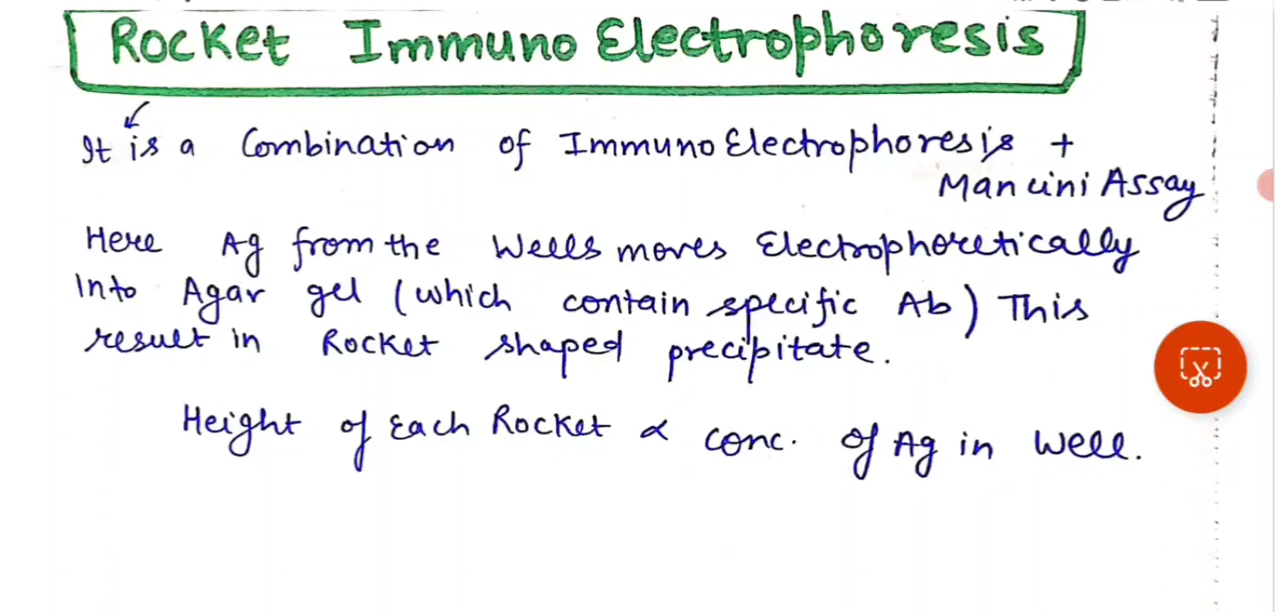 Rocket Immuno Electrophoresis
It is a Combination of Immuno Electrophoresis +
Mancini Assay
Here Ag from the Wells moves Electrophoretically
Into Agar gel (which contain specific Ab) This
result in Rocket shaped precipitate.
Height of Each Rocket ∝ conc. of Ag in Well.